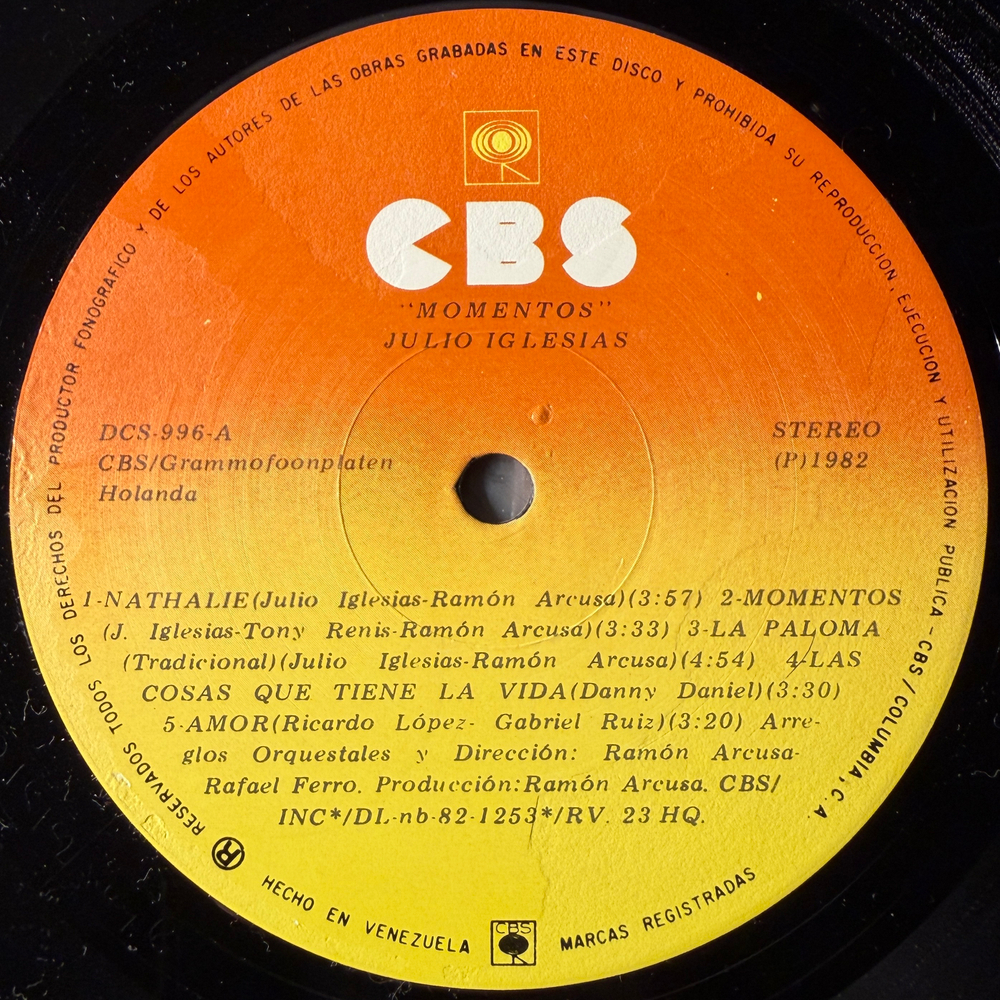 RESERVADOS TODOS LOS DERECHOS DEL PRODUCTOR FONOGRAFICO Y DE LOS AUTORES DE LAS OBRAS GRABADAS EN ESTE DISCO Y PROHIBIDA SU REPRODUCCION, EJECUCION Y UTILIZACION PUBLICA - CBS / COLUMBIA, C.A
CBS
"MOMENTOS"
JULIO IGLESIAS
DCS-996-A
CBS/Grammofoonplaten
Holanda
STEREO
(P)1982
1-NATHALIE(Julio Iglesias-Ramón Arcusa)(3:57) 2-MOMENTOS
(J. Iglesias-Tony Renis-Ramón Arcusa)(3:33) 3-LA PALOMA
(Tradicional)(Julio Iglesias-Ramón Arcusa)(4:54) 4-LAS
COSAS QUE TIENE LA VIDA(Danny Daniel)(3:30)
5-AMOR(Ricardo López- Gabriel Ruiz)(3:20) Arre-
glos Orquestales y Dirección: Ramón Arcusa-
Rafael Ferro. Producción:Ramón Arcusa. CBS/
INC*/DL-nb-82-1253*/RV. 23 HQ.
®
HECHO EN VENEZUELA
CBS
MARCAS REGISTRADAS